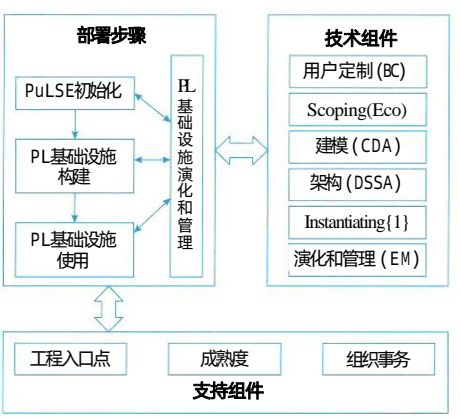 部署步骤
PuLSE初始化
PL基础设施
构建
PL基础设施
使用
PL
基
础
设
施
演
化
和
管
理
技术组件
用户定制(BC)
Scoping(Eco)
建模(CDA)
架构(DSSA)
Instantiating{1}
演化和管理(EM)
工程入口点
成熟度
组织事务
支持组件